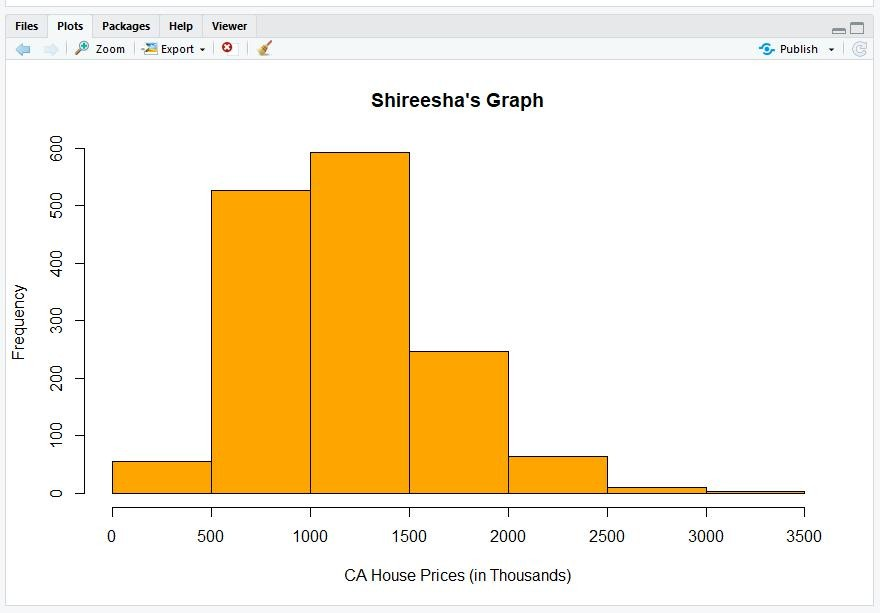 Files Plots Packages Help Viewer
Zoom Export Publish
Shireesha's Graph
600
500
400
300
200
100
0
Frequency
0 500 1000 1500 2000 2500 3000 3500
CA House Prices (in Thousands)